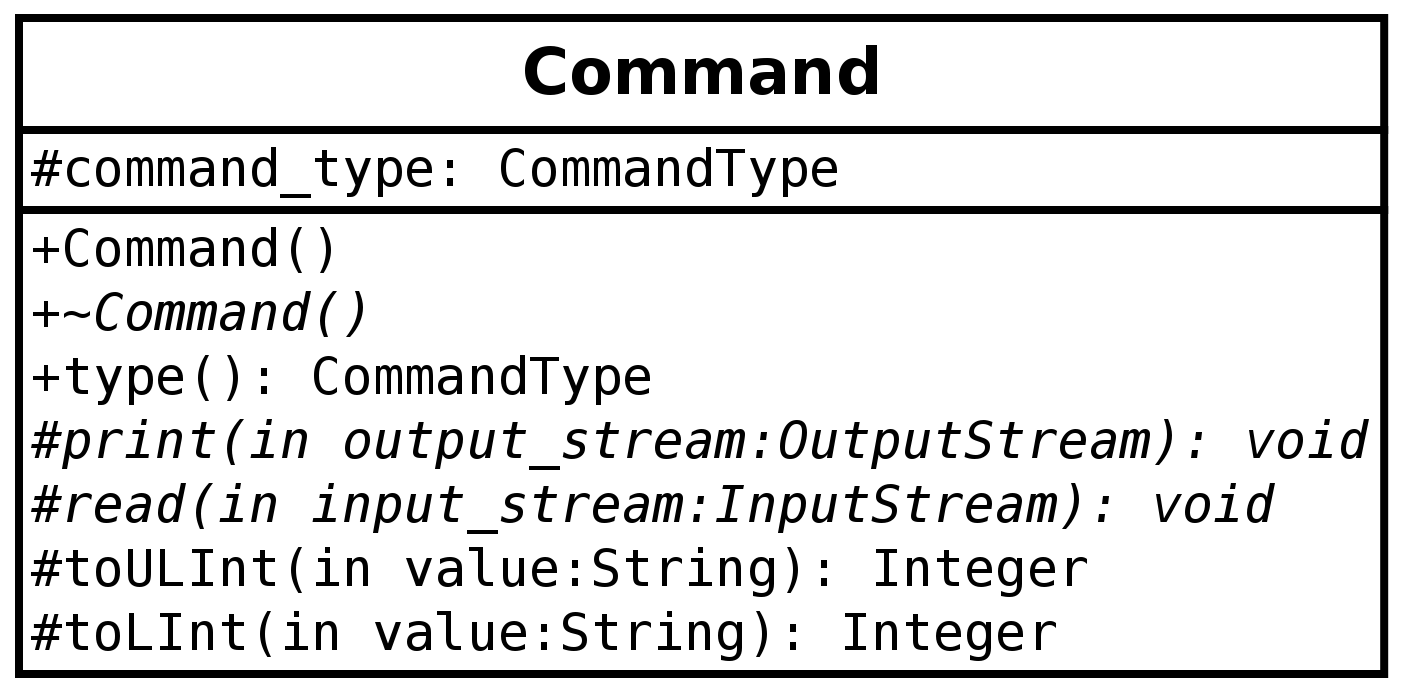 Command
#command_type: CommandType
+Command()
+~Command()
+type(): CommandType
#print(in output_stream:OutputStream): void
#read(in input_stream:InputStream): void
#toULInt(in value:String): Integer
#toLInt(in value:String): Integer